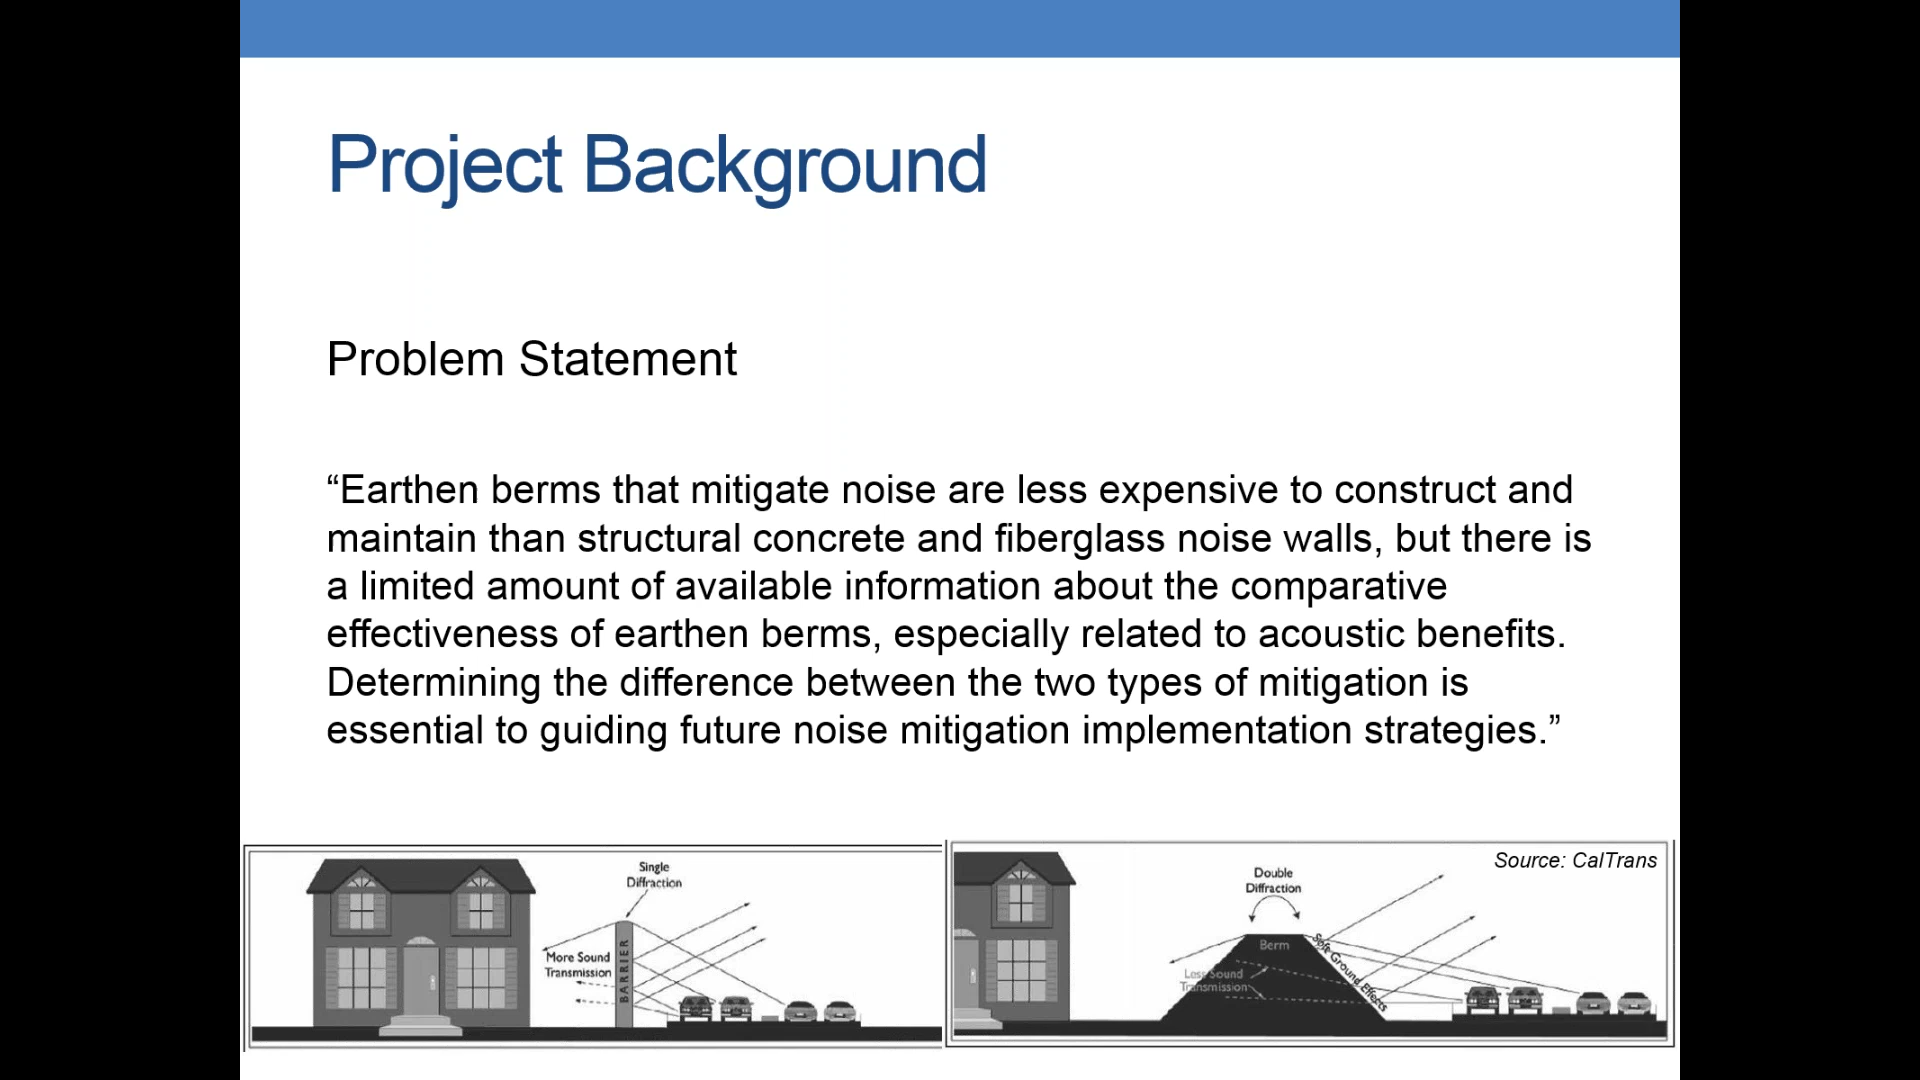 Project Background
Problem Statement
“Earthen berms that mitigate noise are less expensive to construct and
maintain than structural concrete and fiberglass noise walls, but there is
a limited amount of available information about the comparative
effectiveness of earthen berms, especially related to acoustic benefits.
Determining the difference between the two types of mitigation is
essential to guiding future noise mitigation implementation strategies.”
Single
Diffraction
More Sound
Transmission
BARRIER
Source: CalTrans
Double
Diffraction
Berm
Less Sound
Transmission
Soft Ground Effects